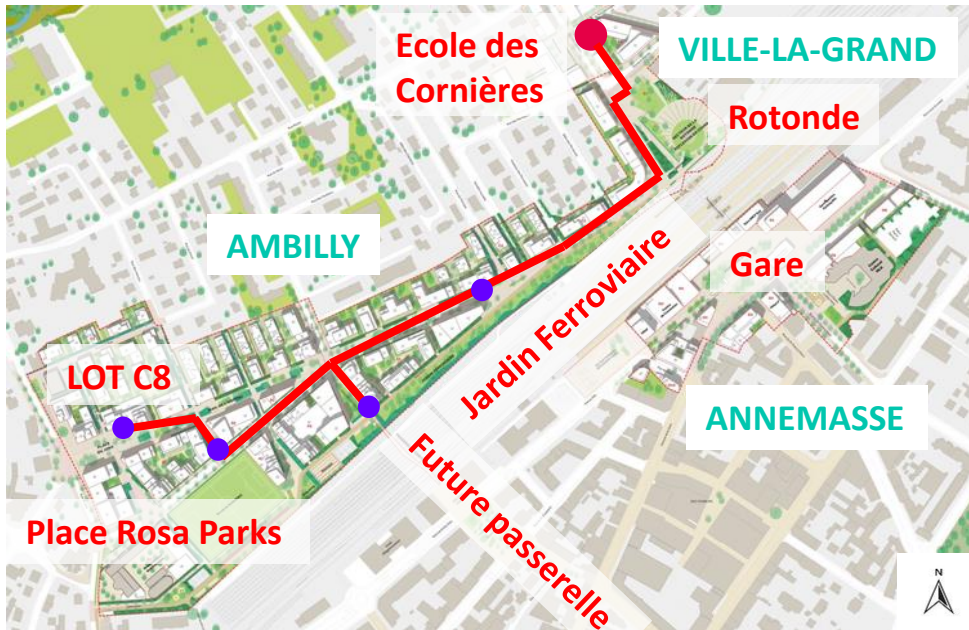 Ecole des
Cornières
VILLE-LA-GRAND
Rotonde
AMBILLY
Gare
Jardin Ferroviaire
LOT C8
ANNEMASSE
Future passerelle
Place Rosa Parks
N